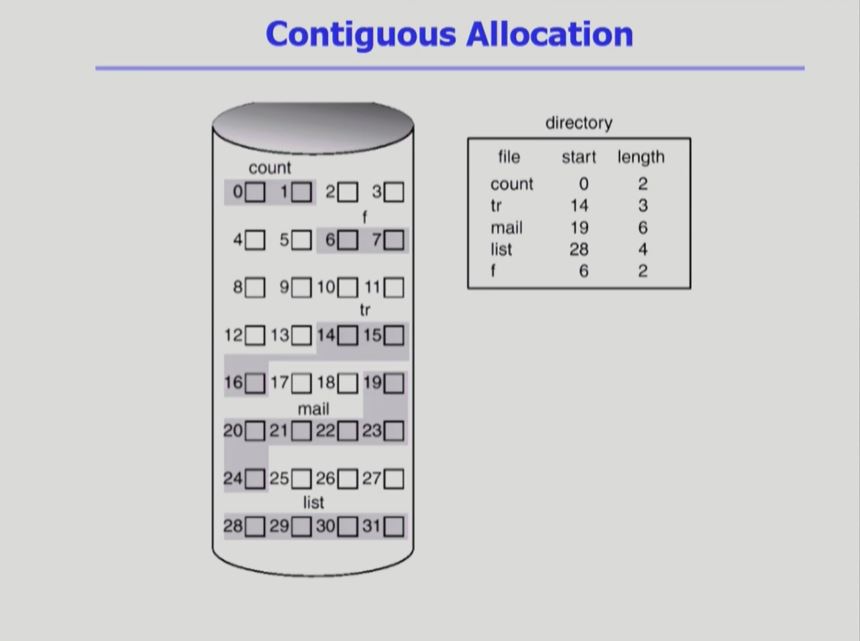 Contiguous Allocation
count
0 1 2 3
f
4 5 6 7
8 9 10 11
tr
12 13 14 15
16 17 18 19
mail
20 21 22 23
24 25 26 27
list
28 29 30 31
directory
file start length
count 0 2
tr 14 3
mail 19 6
list 28 4
f 6 2